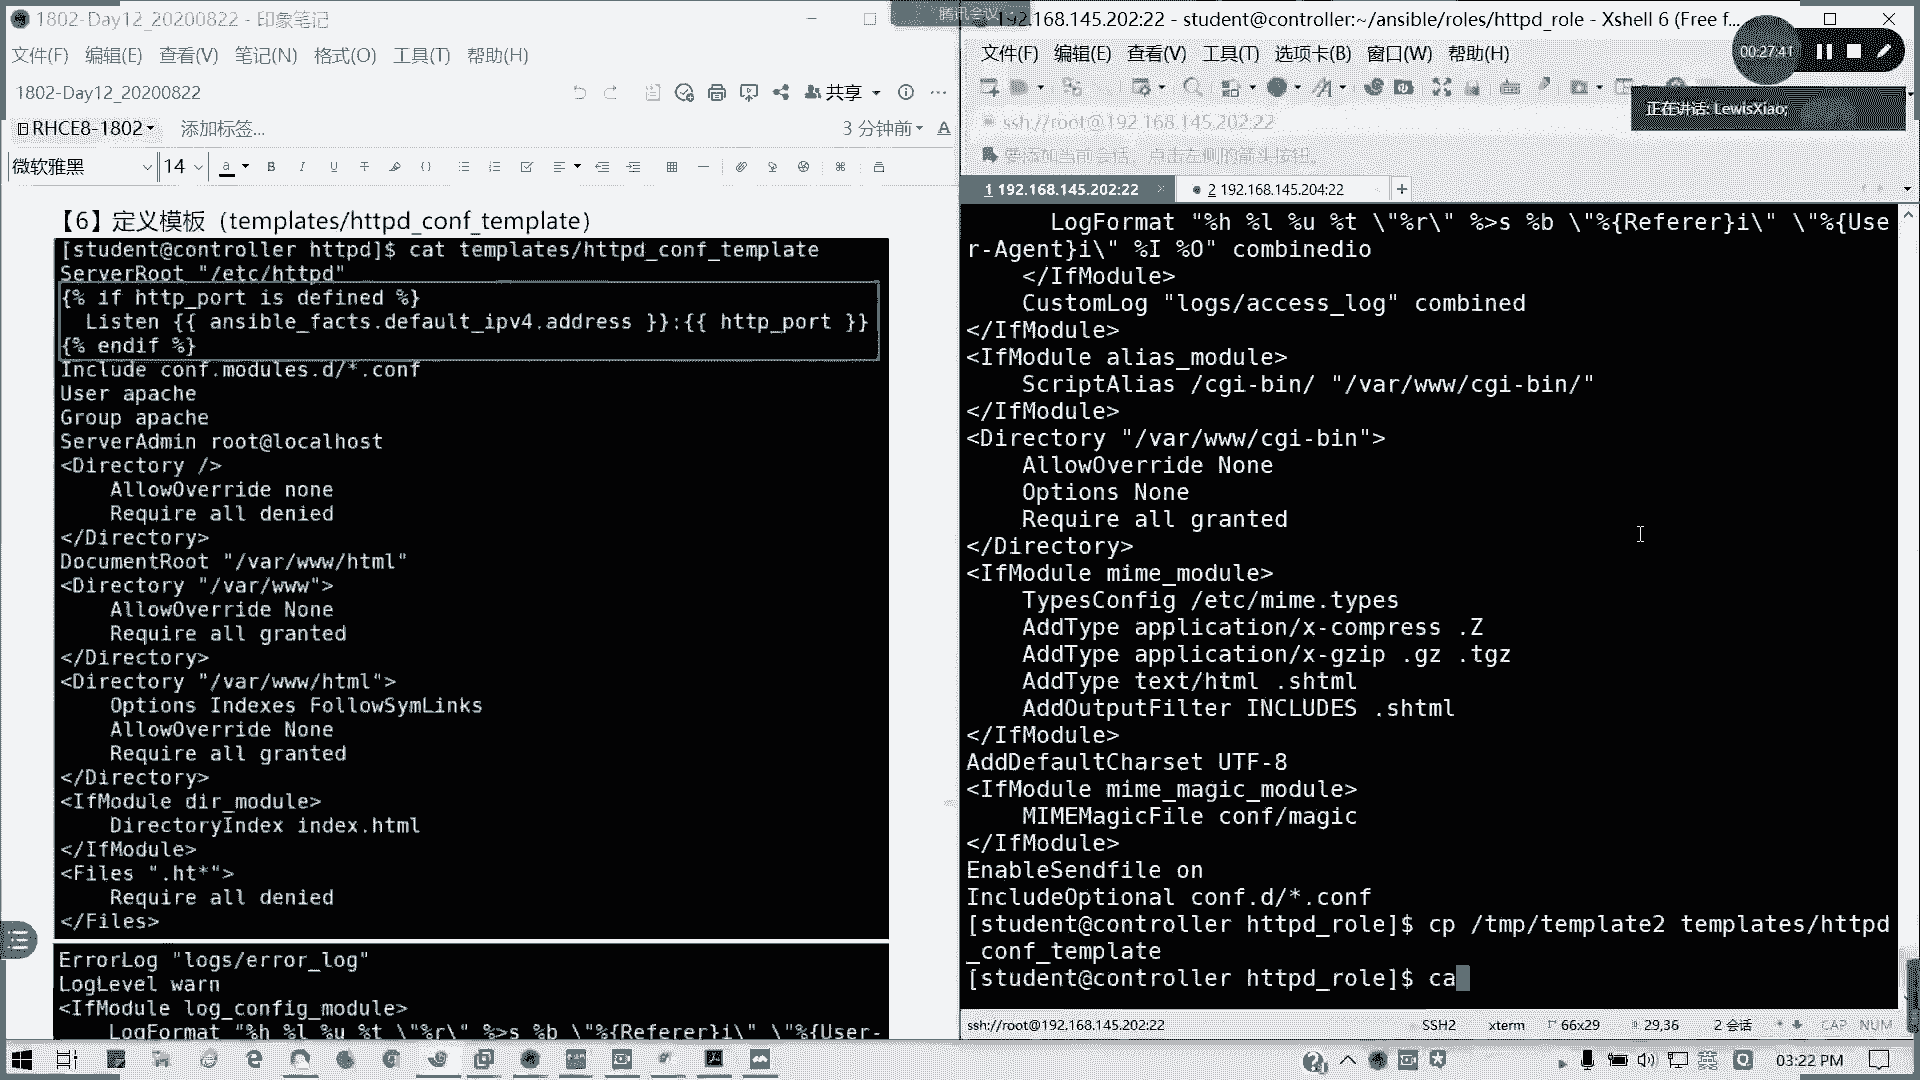 1802-Day12_20200822 - 印象笔记
文件(F) 编辑(E) 查看(V) 笔记(N) 格式(O) 工具(T) 帮助(H)
1802-Day12_20200822
共享
RHCE8-1802
添加标签...
3 分钟前
微软雅黑 14
【6】定义模板（templates/httpd_conf_template）
[student@controller httpd]$ cat templates/httpd_conf_template
ServerRoot "/etc/httpd"
{% if http_port is defined %}
  Listen {{ ansible_facts.default_ipv4.address }}:{{ http_port }}
{% endif %}
Include conf.modules.d/*.conf
User apache
Group apache
ServerAdmin root@localhost
<Directory />
    AllowOverride none
    Require all denied
</Directory>
DocumentRoot "/var/www/html"
<Directory "/var/www">
    AllowOverride None
    Require all granted
</Directory>
<Directory "/var/www/html">
    Options Indexes FollowSymLinks
    AllowOverride None
    Require all granted
</Directory>
<IfModule dir_module>
    DirectoryIndex index.html
</IfModule>
<Files ".ht*">
    Require all denied
</Files>
ErrorLog "logs/error_log"
LogLevel warn
<IfModule log_config_module>
    LogFormat "%h %l %u %t \"%r\" %>s %b \"%{Referer}i\" \"%{User-
腾讯会议
192.168.145.202:22 - student@controller:~/ansible/roles/httpd_role - Xshell 6 (Free f...
文件(F) 编辑(E) 查看(V) 工具(T) 选项卡(B) 窗口(W) 帮助(H)
00:27:41
正在讲话: LewisXiao;
ssh://root@192.168.145.202:22
要添加当前会话，点击左侧的箭头按钮。
1 192.168.145.202:22
2 192.168.145.204:22
      LogFormat "%h %l %u %t \"%r\" %>s %b \"%{Referer}i\" \"%{Use
r-Agent}i\" %I %O" combinedio
    </IfModule>
    CustomLog "logs/access_log" combined
</IfModule>
<IfModule alias_module>
    ScriptAlias /cgi-bin/ "/var/www/cgi-bin/"
</IfModule>
<Directory "/var/www/cgi-bin">
    AllowOverride None
    Options None
    Require all granted
</Directory>
<IfModule mime_module>
    TypesConfig /etc/mime.types
    AddType application/x-compress .Z
    AddType application/x-gzip .gz .tgz
    AddType text/html .shtml
    AddOutputFilter INCLUDES .shtml
</IfModule>
AddDefaultCharset UTF-8
<IfModule mime_magic_module>
    MIMEMagicFile conf/magic
</IfModule>
EnableSendfile on
IncludeOptional conf.d/*.conf
[student@controller httpd_role]$ cp /tmp/template2 templates/httpd
_conf_template
[student@controller httpd_role]$ ca
ssh://root@192.168.145.202:22 SSH2 xterm 66x29 29,36 2 会话 CAP NUM
英
03:22 PM